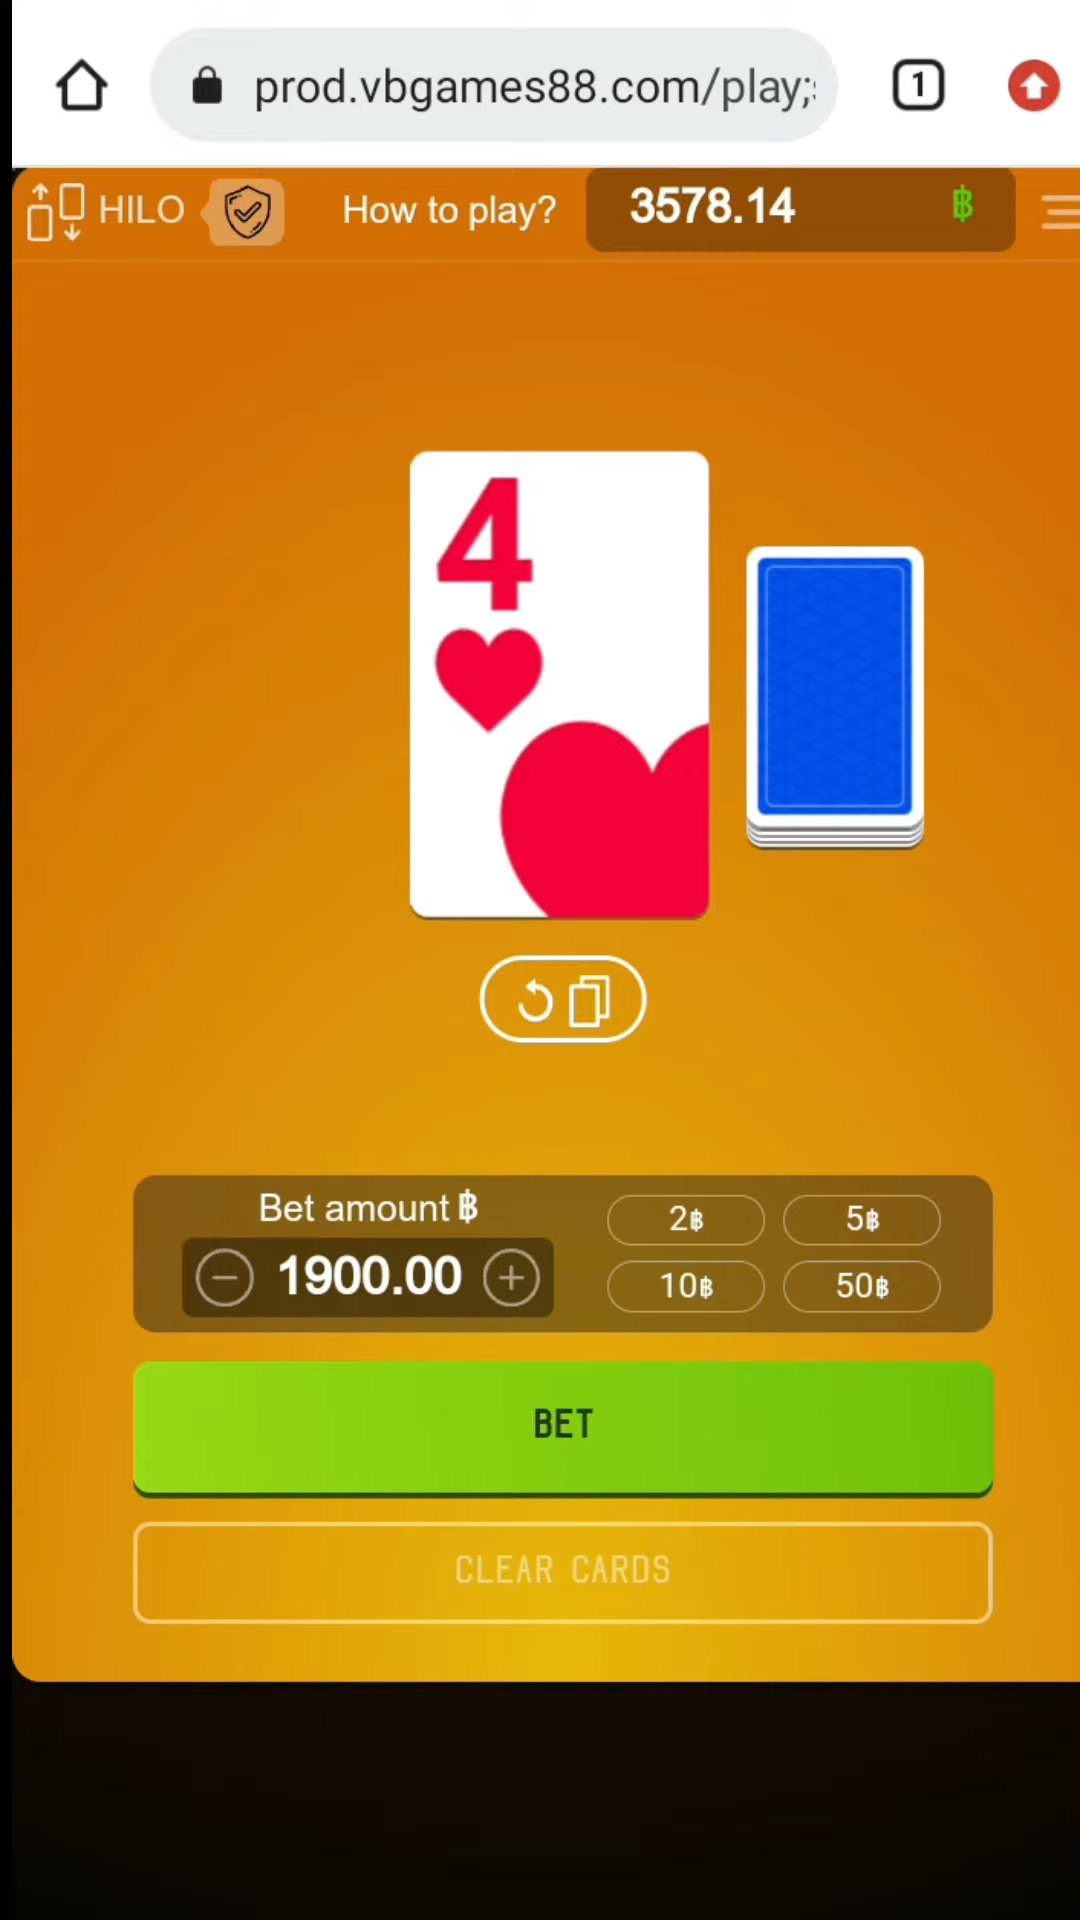 prod.vbgames88.com/play;
1
HILO
How to play?
3578.14 ฿
4
Bet amount ฿
1900.00
2฿
5฿
10฿
50฿
BET
CLEAR CARDS